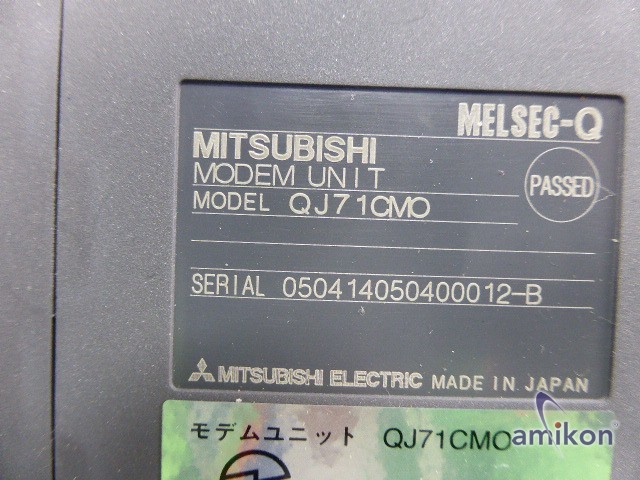 MELSEC-Q
MITSUBISHI
MODEM UNIT
PASSED
MODEL QJ71CMO
SERIAL 050414050400012-B
MITSUBISHI ELECTRIC MADE IN JAPAN
モデムユニット QJ71CMO
amikon